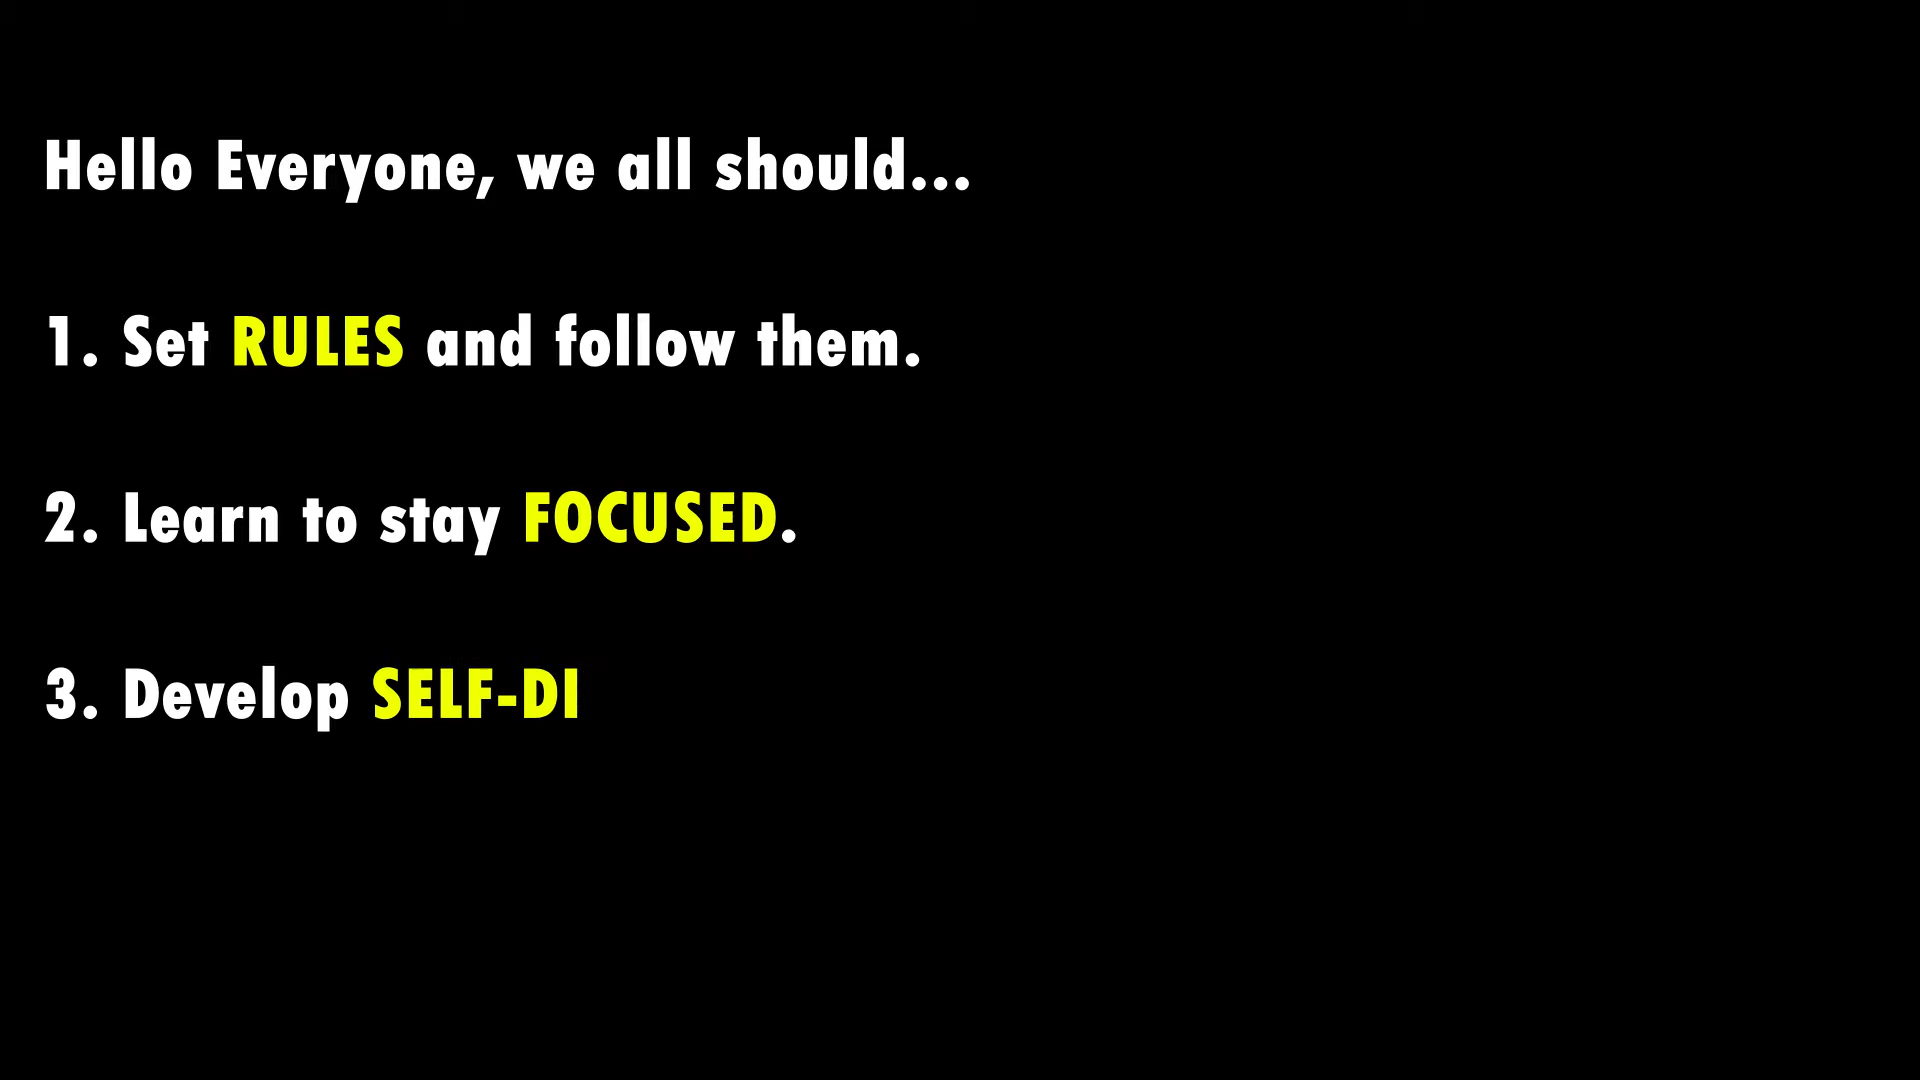 Hello Everyone, we all should...
1. Set RULES and follow them.
2. Learn to stay FOCUSED.
3. Develop SELF-DI